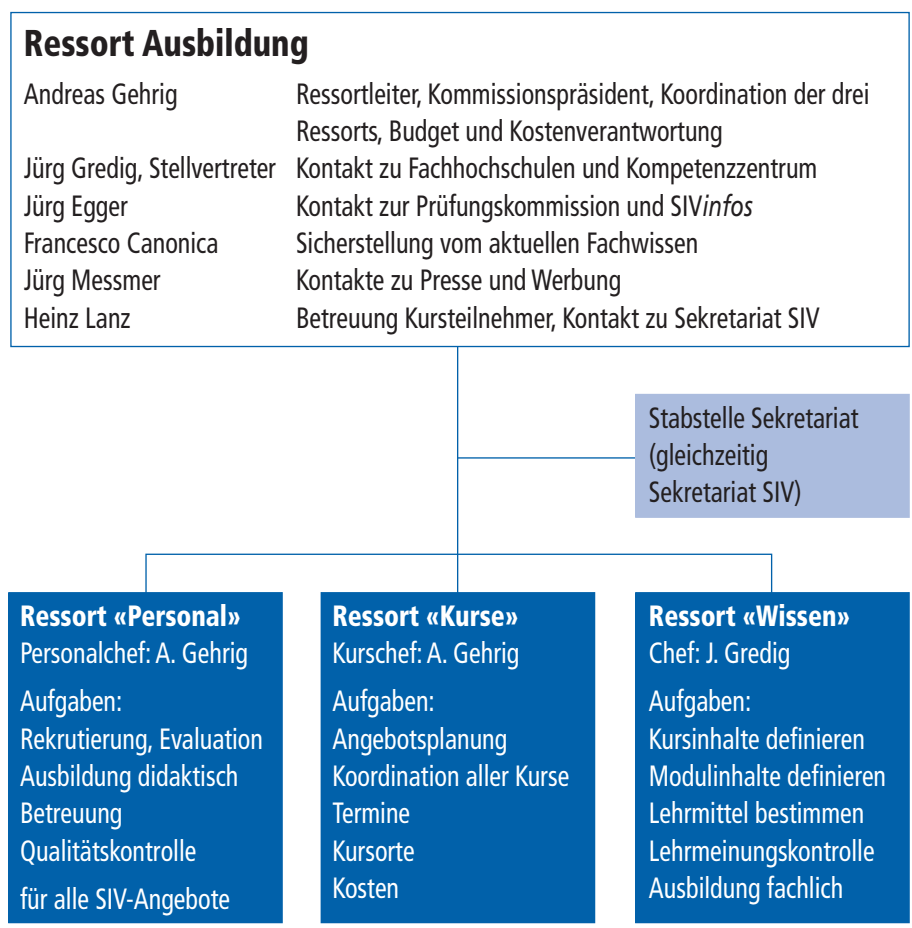 Ressort Ausbildung
Andreas Gehrig Ressortleiter, Kommissionspräsident, Koordination der drei
Ressorts, Budget und Kostenverantwortung
Jürg Gredig, Stellvertreter Kontakt zu Fachhochschulen und Kompetenzzentrum
Jürg Egger Kontakt zur Prüfungskommission und SIVinfos
Francesco Canonica Sicherstellung vom aktuellen Fachwissen
Jürg Messmer Kontakte zu Presse und Werbung
Heinz Lanz Betreuung Kursteilnehmer, Kontakt zu Sekretariat SIV
Stabstelle Sekretariat
(gleichzeitig
Sekretariat SIV)
Ressort «Personal»
Personalchef: A. Gehrig
Aufgaben:
Rekrutierung, Evaluation
Ausbildung didaktisch
Betreuung
Qualitätskontrolle
für alle SIV-Angebote
Ressort «Kurse»
Kurschef: A. Gehrig
Aufgaben:
Angebotsplanung
Koordination aller Kurse
Termine
Kursorte
Kosten
Ressort «Wissen»
Chef: J. Gredig
Aufgaben:
Kursinhalte definieren
Modulinhalte definieren
Lehrmittel bestimmen
Lehrmeinungskontrolle
Ausbildung fachlich